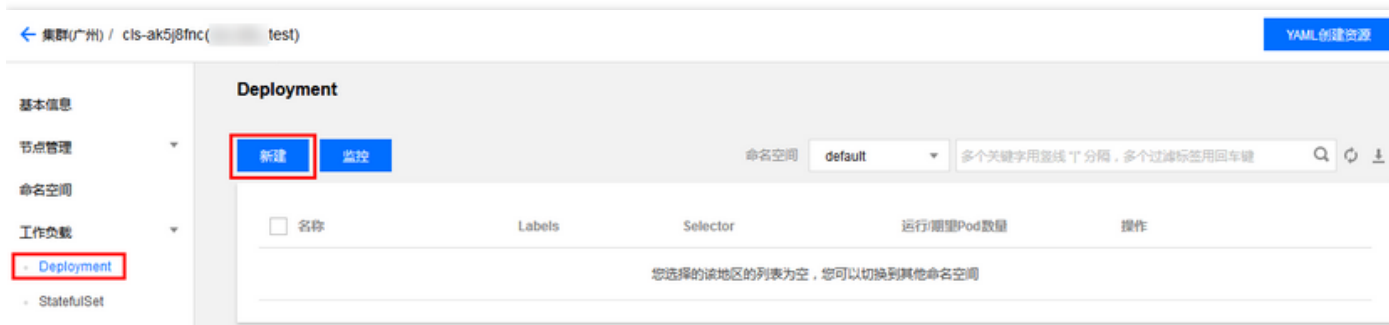 集群(广州) / cls-ak5j8fnc( test)
YAML创建资源
基本信息
节点管理
命名空间
工作负载
Deployment
StatefulSet
Deployment
新建
监控
命名空间
default
多个关键字用竖线 "|" 分隔，多个过滤标签用回车键
名称
Labels
Selector
运行/期望Pod数量
操作
您选择的该地区的列表为空，您可以切换到其他命名空间